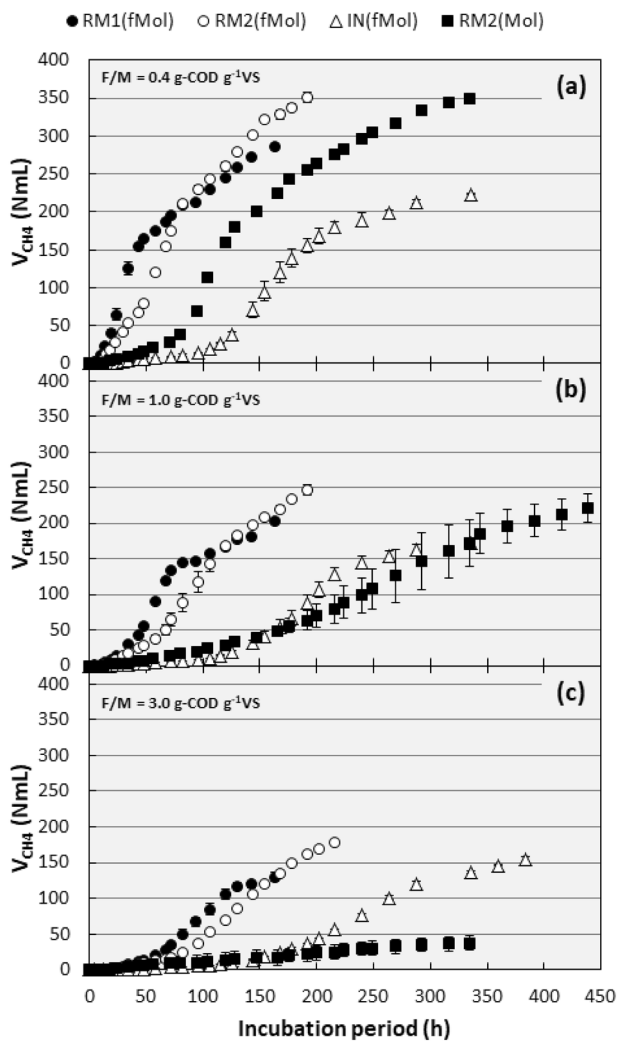 RM1(fMol) RM2(fMol) IN(fMol) RM2(Mol)
F/M = 0.4 g-COD g⁻¹VS
(a)
400
350
300
250
200
150
100
50
0
V_CH4 (NmL)
F/M = 1.0 g-COD g⁻¹VS
(b)
400
350
300
250
200
150
100
50
0
V_CH4 (NmL)
F/M = 3.0 g-COD g⁻¹VS
(c)
400
350
300
250
200
150
100
50
0
V_CH4 (NmL)
0 50 100 150 200 250 300 350 400 450
Incubation period (h)